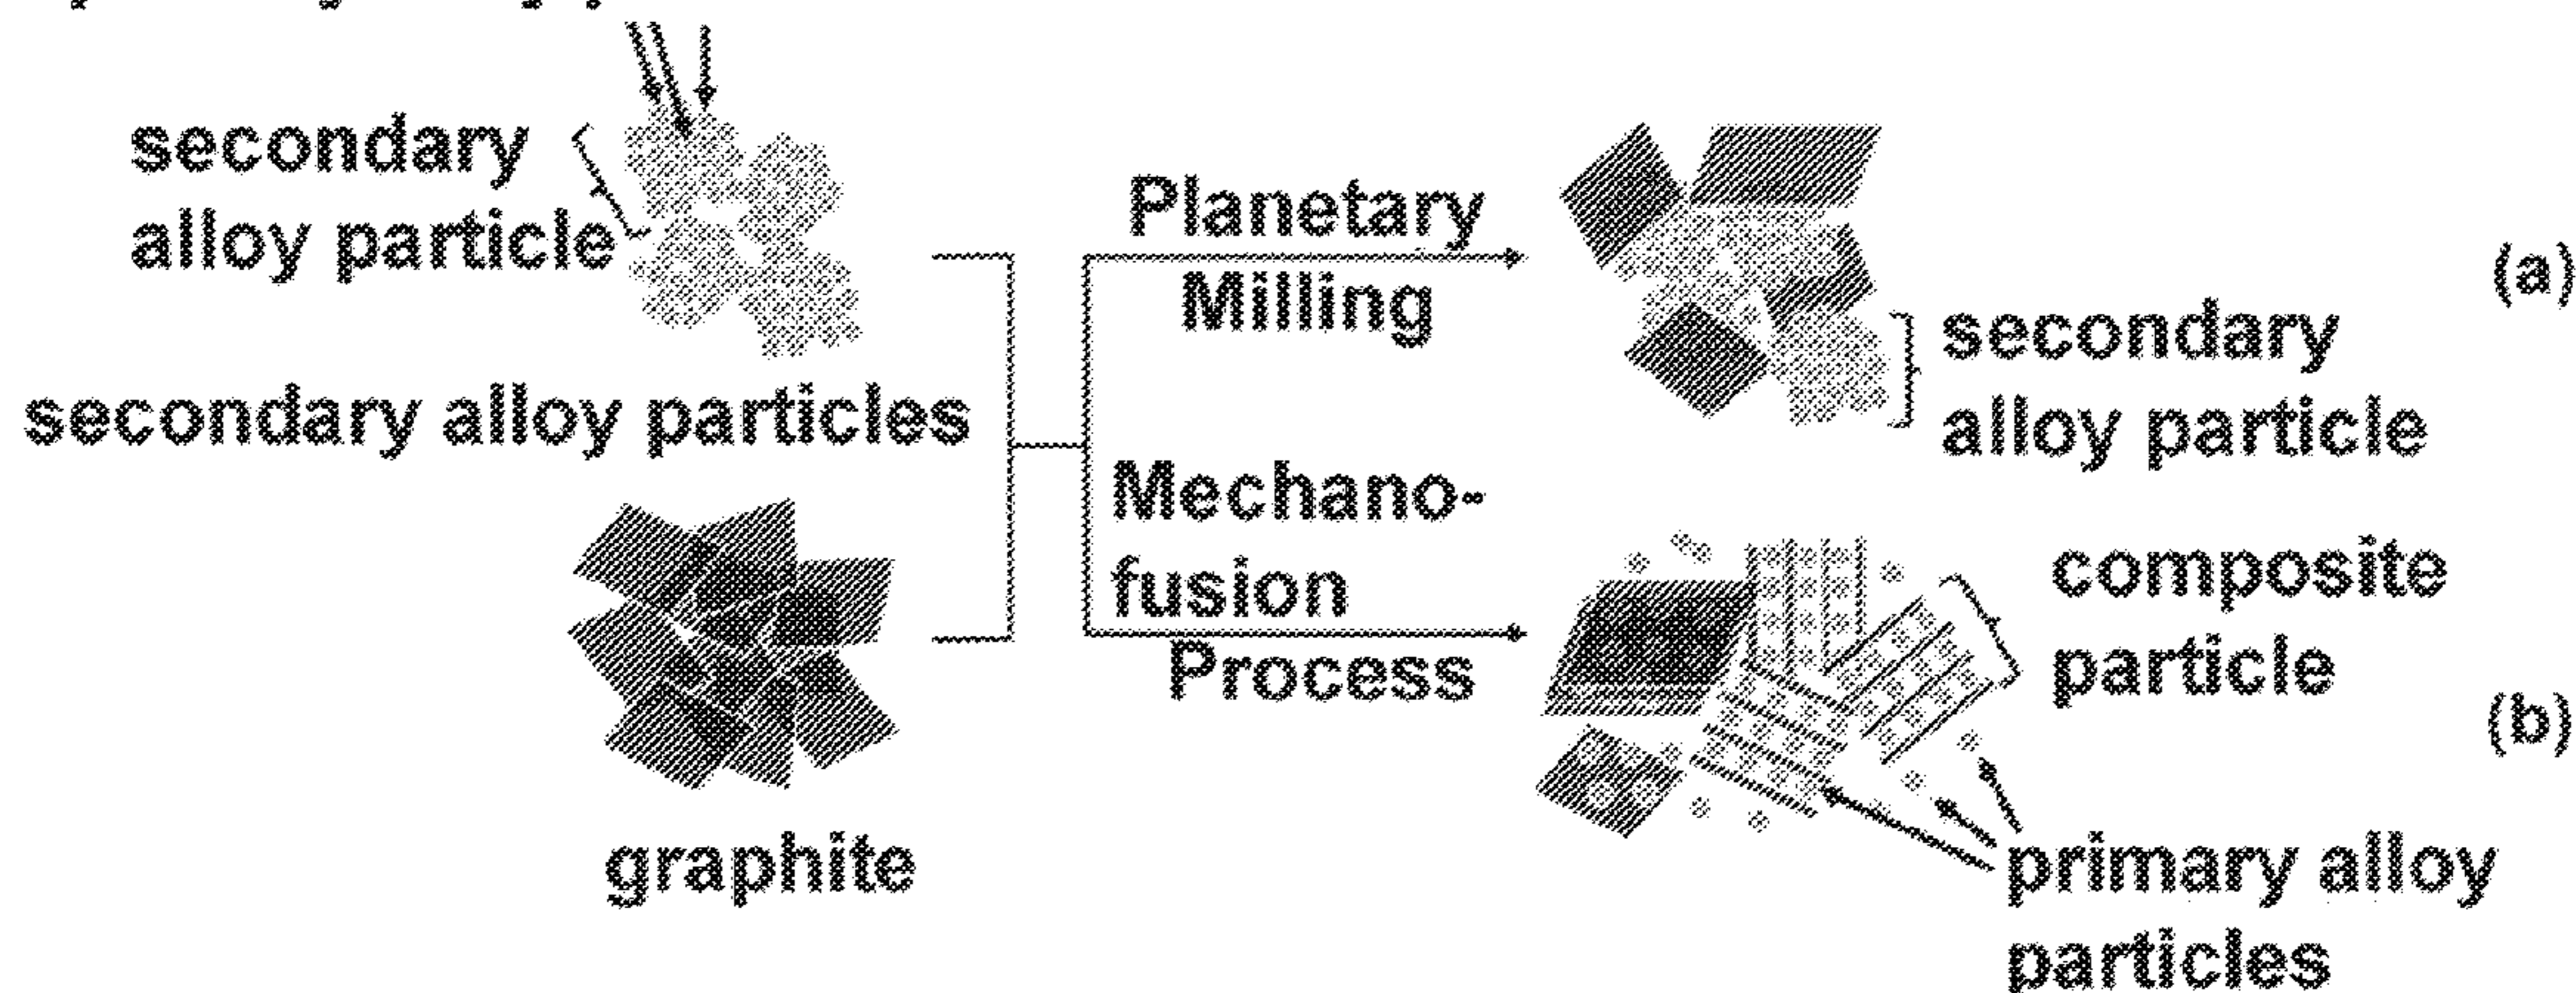 secondary
alloy particle
secondary alloy particles
graphite
Planetary
Milling
Mechano-
fusion
Process
(a)
secondary
alloy particle
composite
particle
(b)
primary alloy
particles